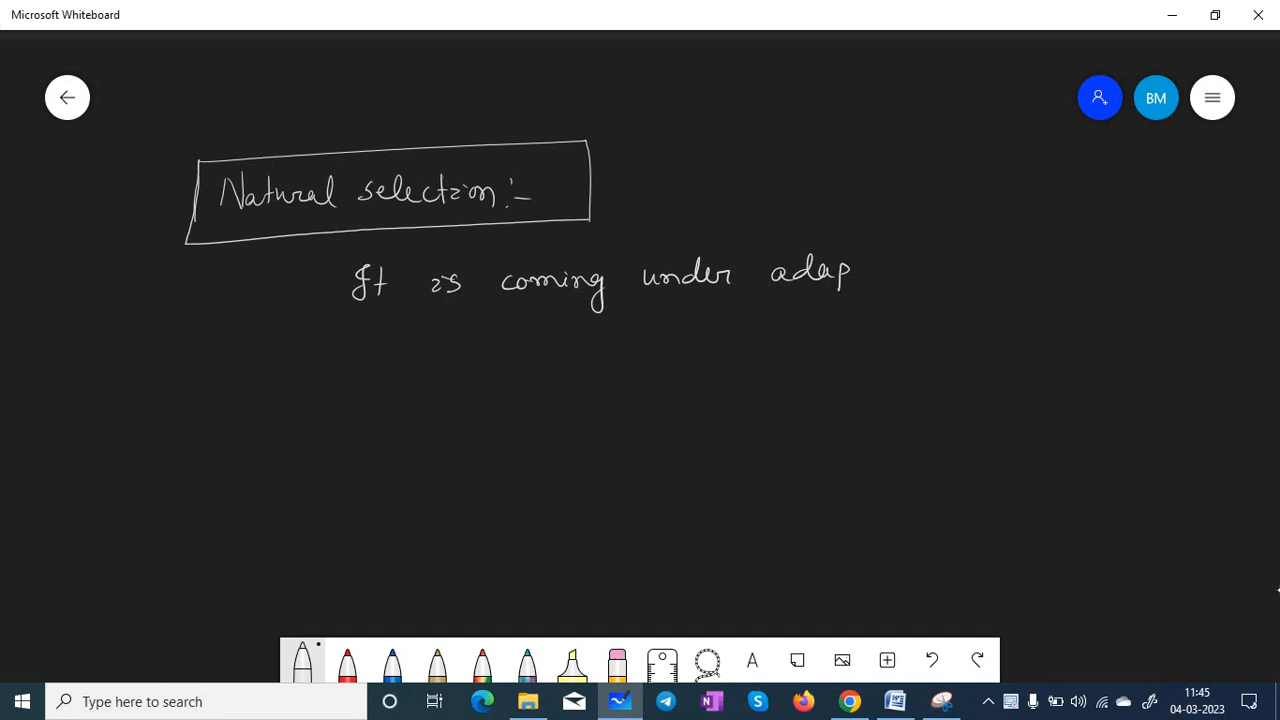 Microsoft Whiteboard
BM
Natural selection :-
It is coming under adap
A
Type here to search
11:45
04-03-2023